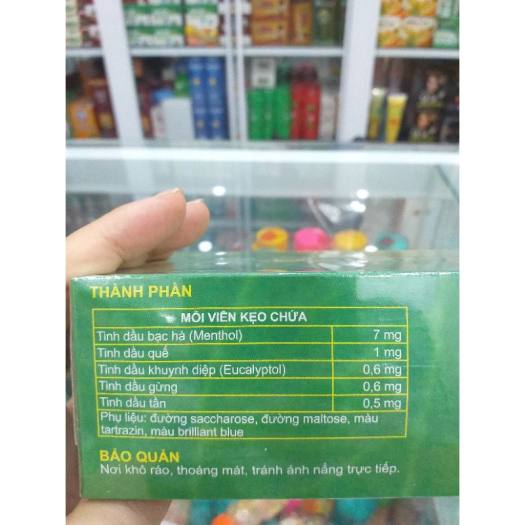 THÀNH PHẦN
MỖI VIÊN KẸO CHỨA
Tinh dầu bạc hà (Menthol) 7 mg
Tinh dầu quế 1 mg
Tinh dầu khuynh diệp (Eucalyptol) 0,6 mg
Tinh dầu gừng 0,6 mg
Tinh dầu tần 0,5 mg
Phụ liệu: đường saccharose, đường maltose, màu
tartrazin, màu brilliant blue
BẢO QUẢN
Nơi khô ráo, thoáng mát, tránh ánh nắng trực tiếp.